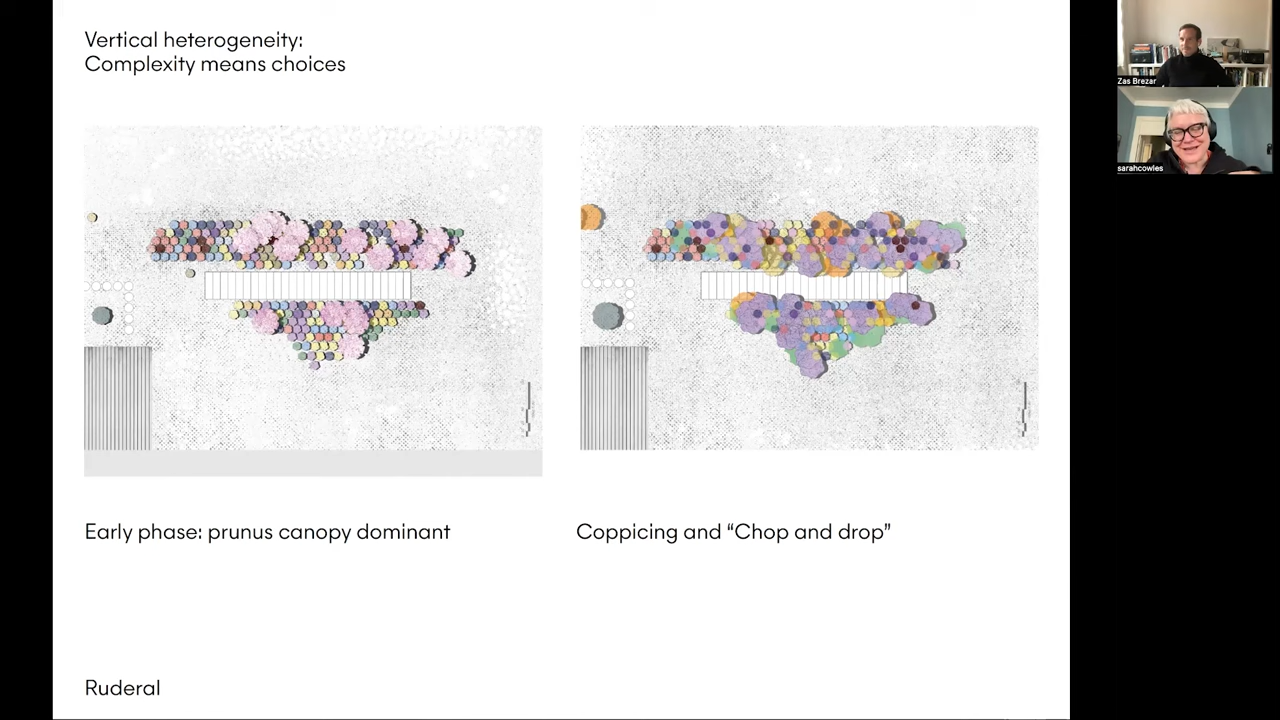 Vertical heterogeneity:
Complexity means choices
Early phase: prunus canopy dominant
Coppicing and “Chop and drop”
Ruderal
Zas Brezar
sarahcowles